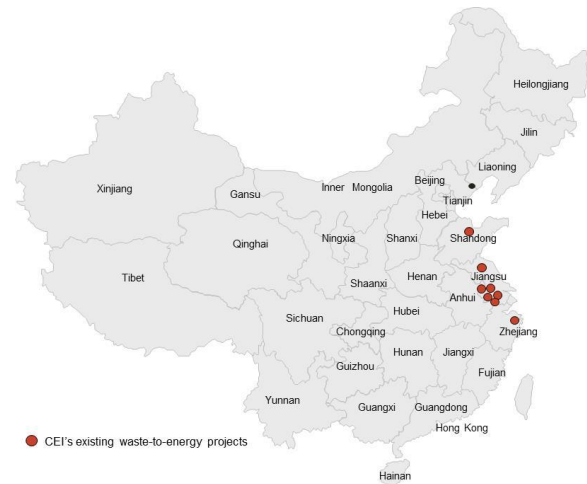 Heilongjiang
Jilin
Liaoning
Beijing
Inner Mongolia
Xinjiang
Gansu
Tianjin
Hebei
Ningxia
Shanxi
Shandong
Qinghai
Tibet
Shaanxi
Henan
Jiangsu
Anhui
Hubei
Sichuan
Chongqing
Zhejiang
Hunan
Jiangxi
Guizhou
Fujian
Yunnan
Guangxi
Guangdong
Hong Kong
CEI's existing waste-to-energy projects
Hainan